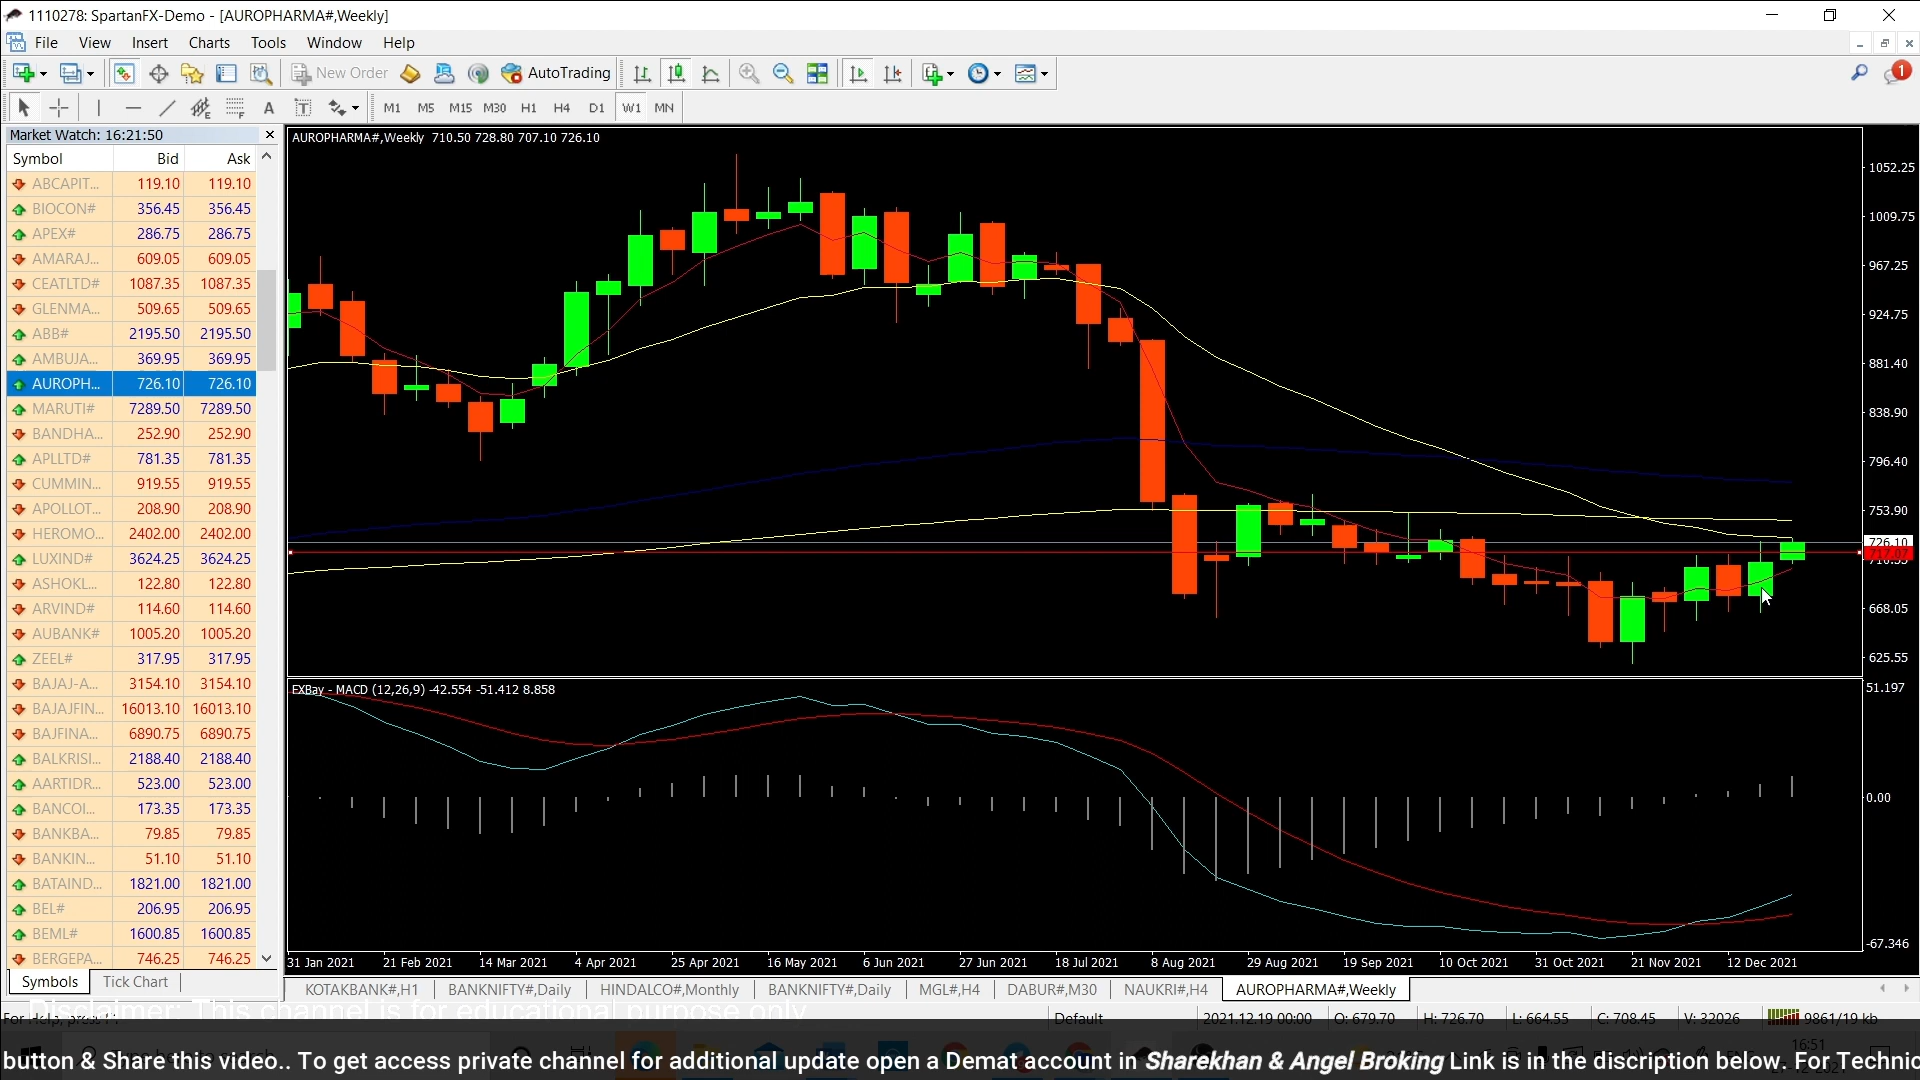 1110278: SpartanFX-Demo - [AUROPHARMA#,Weekly]
File View Insert Charts Tools Window Help
New Order AutoTrading 1
A T M1 M5 M15 M30 H1 H4 D1 W1 MN
Market Watch: 16:21:50
Symbol Bid Ask
ABCAPIT... 119.10 119.10
BIOCON# 356.45 356.45
APEX# 286.75 286.75
AMARAJ... 609.05 609.05
CEATLTD# 1087.35 1087.35
GLENMA... 509.65 509.65
ABB# 2195.50 2195.50
AMBUJA... 369.95 369.95
AUROPH... 726.10 726.10
MARUTI# 7289.50 7289.50
BANDHA... 252.90 252.90
APLLTD# 781.35 781.35
CUMMIN... 919.55 919.55
APOLLOT... 208.90 208.90
HEROMO... 2402.00 2402.00
LUXIND# 3624.25 3624.25
ASHOKL... 122.80 122.80
ARVIND# 114.60 114.60
AUBANK# 1005.20 1005.20
ZEEL# 317.95 317.95
BAJAJ-A... 3154.10 3154.10
BAJAJFIN... 16013.10 16013.10
BAJFINA... 6890.75 6890.75
BALKRISI... 2188.40 2188.40
AARTIDR... 523.00 523.00
BANCOI... 173.35 173.35
BANKBA... 79.85 79.85
BANKIN... 51.10 51.10
BATAIND... 1821.00 1821.00
BEL# 206.95 206.95
BEML# 1600.85 1600.85
BERGEPA... 746.25 746.25
Symbols Tick Chart
AUROPHARMA#,Weekly 710.50 728.80 707.10 726.10
1052.25
1009.75
967.25
924.75
881.40
838.90
796.40
753.90
726.10
717.07
668.05
625.55
FXBay - MACD (12,26,9) -42.554 -51.412 8.858
51.197
0.00
-67.346
31 Jan 2021 21 Feb 2021 14 Mar 2021 4 Apr 2021 25 Apr 2021 16 May 2021 6 Jun 2021 27 Jun 2021 18 Jul 2021 8 Aug 2021 29 Aug 2021 19 Sep 2021 10 Oct 2021 31 Oct 2021 21 Nov 2021 12 Dec 2021
KOTAKBANK#,H1 BANKNIFTY#,Daily HINDALCO#,Monthly BANKNIFTY#,Daily MGL#,H4 DABUR#,M30 NAUKRI#,H4 AUROPHARMA#,Weekly
Disclaimer: This channel is for educational purpose only
For Help, press F1 Default 2021.12.19 00:00 O: 679.70 H: 726.70 L: 664.55 C: 708.45 V: 32026 9861/19 kb
16:51
button & Share this video.. To get access private channel for additional update open a Demat account in Sharekhan & Angel Broking Link is in the discription below. For Technic